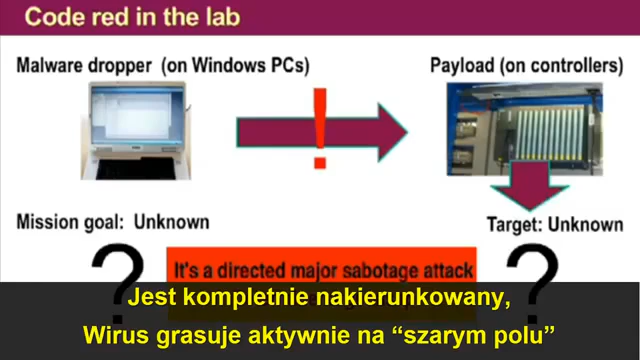 Code red in the lab
Malware dropper (on Windows PCs)
Payload (on controllers)
!
Mission goal: Unknown
Target: Unknown
?
?
It's a directed major sabotage attack
Jest kompletnie nakierunkowany,
Wirus grasuje aktywnie na “szarym polu”